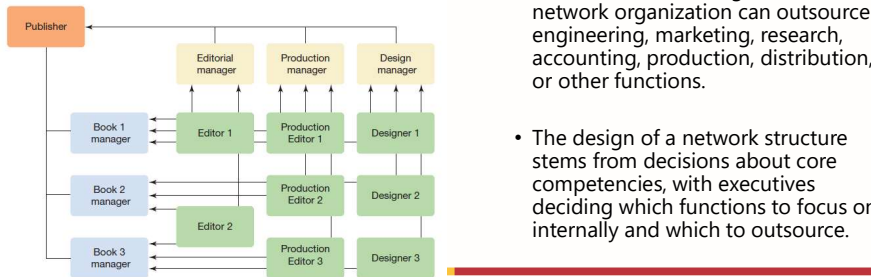 Publisher
Editorial
manager
Production
manager
Design
manager
Book 1
manager
Editor 1
Production
Editor 1
Designer 1
Book 2
manager
Production
Editor 2
Designer 2
Editor 2
Book 3
manager
Production
Editor 3
Designer 3
network organization can outsource
engineering, marketing, research,
accounting, production, distribution,
or other functions.
• The design of a network structure
stems from decisions about core
competencies, with executives
deciding which functions to focus on
internally and which to outsource.